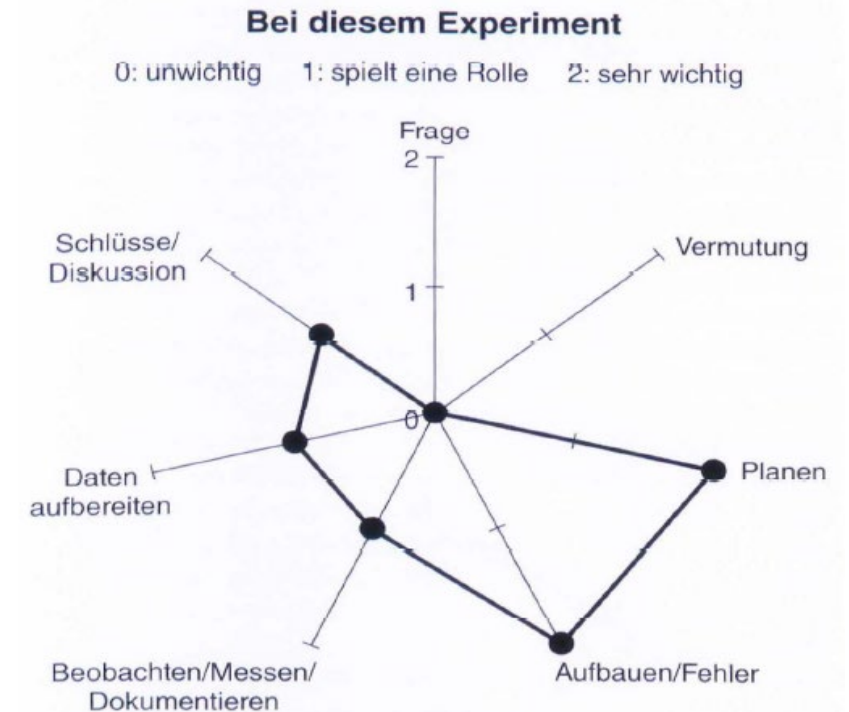 Bei diesem Experiment
0: unwichtig 1: spielt eine Rolle 2: sehr wichtig
Frage
2
Schlüsse/
Diskussion
Vermutung
1
0
Daten
aufbereiten
Planen
Beobachten/Messen/
Dokumentieren
Aufbauen/Fehler